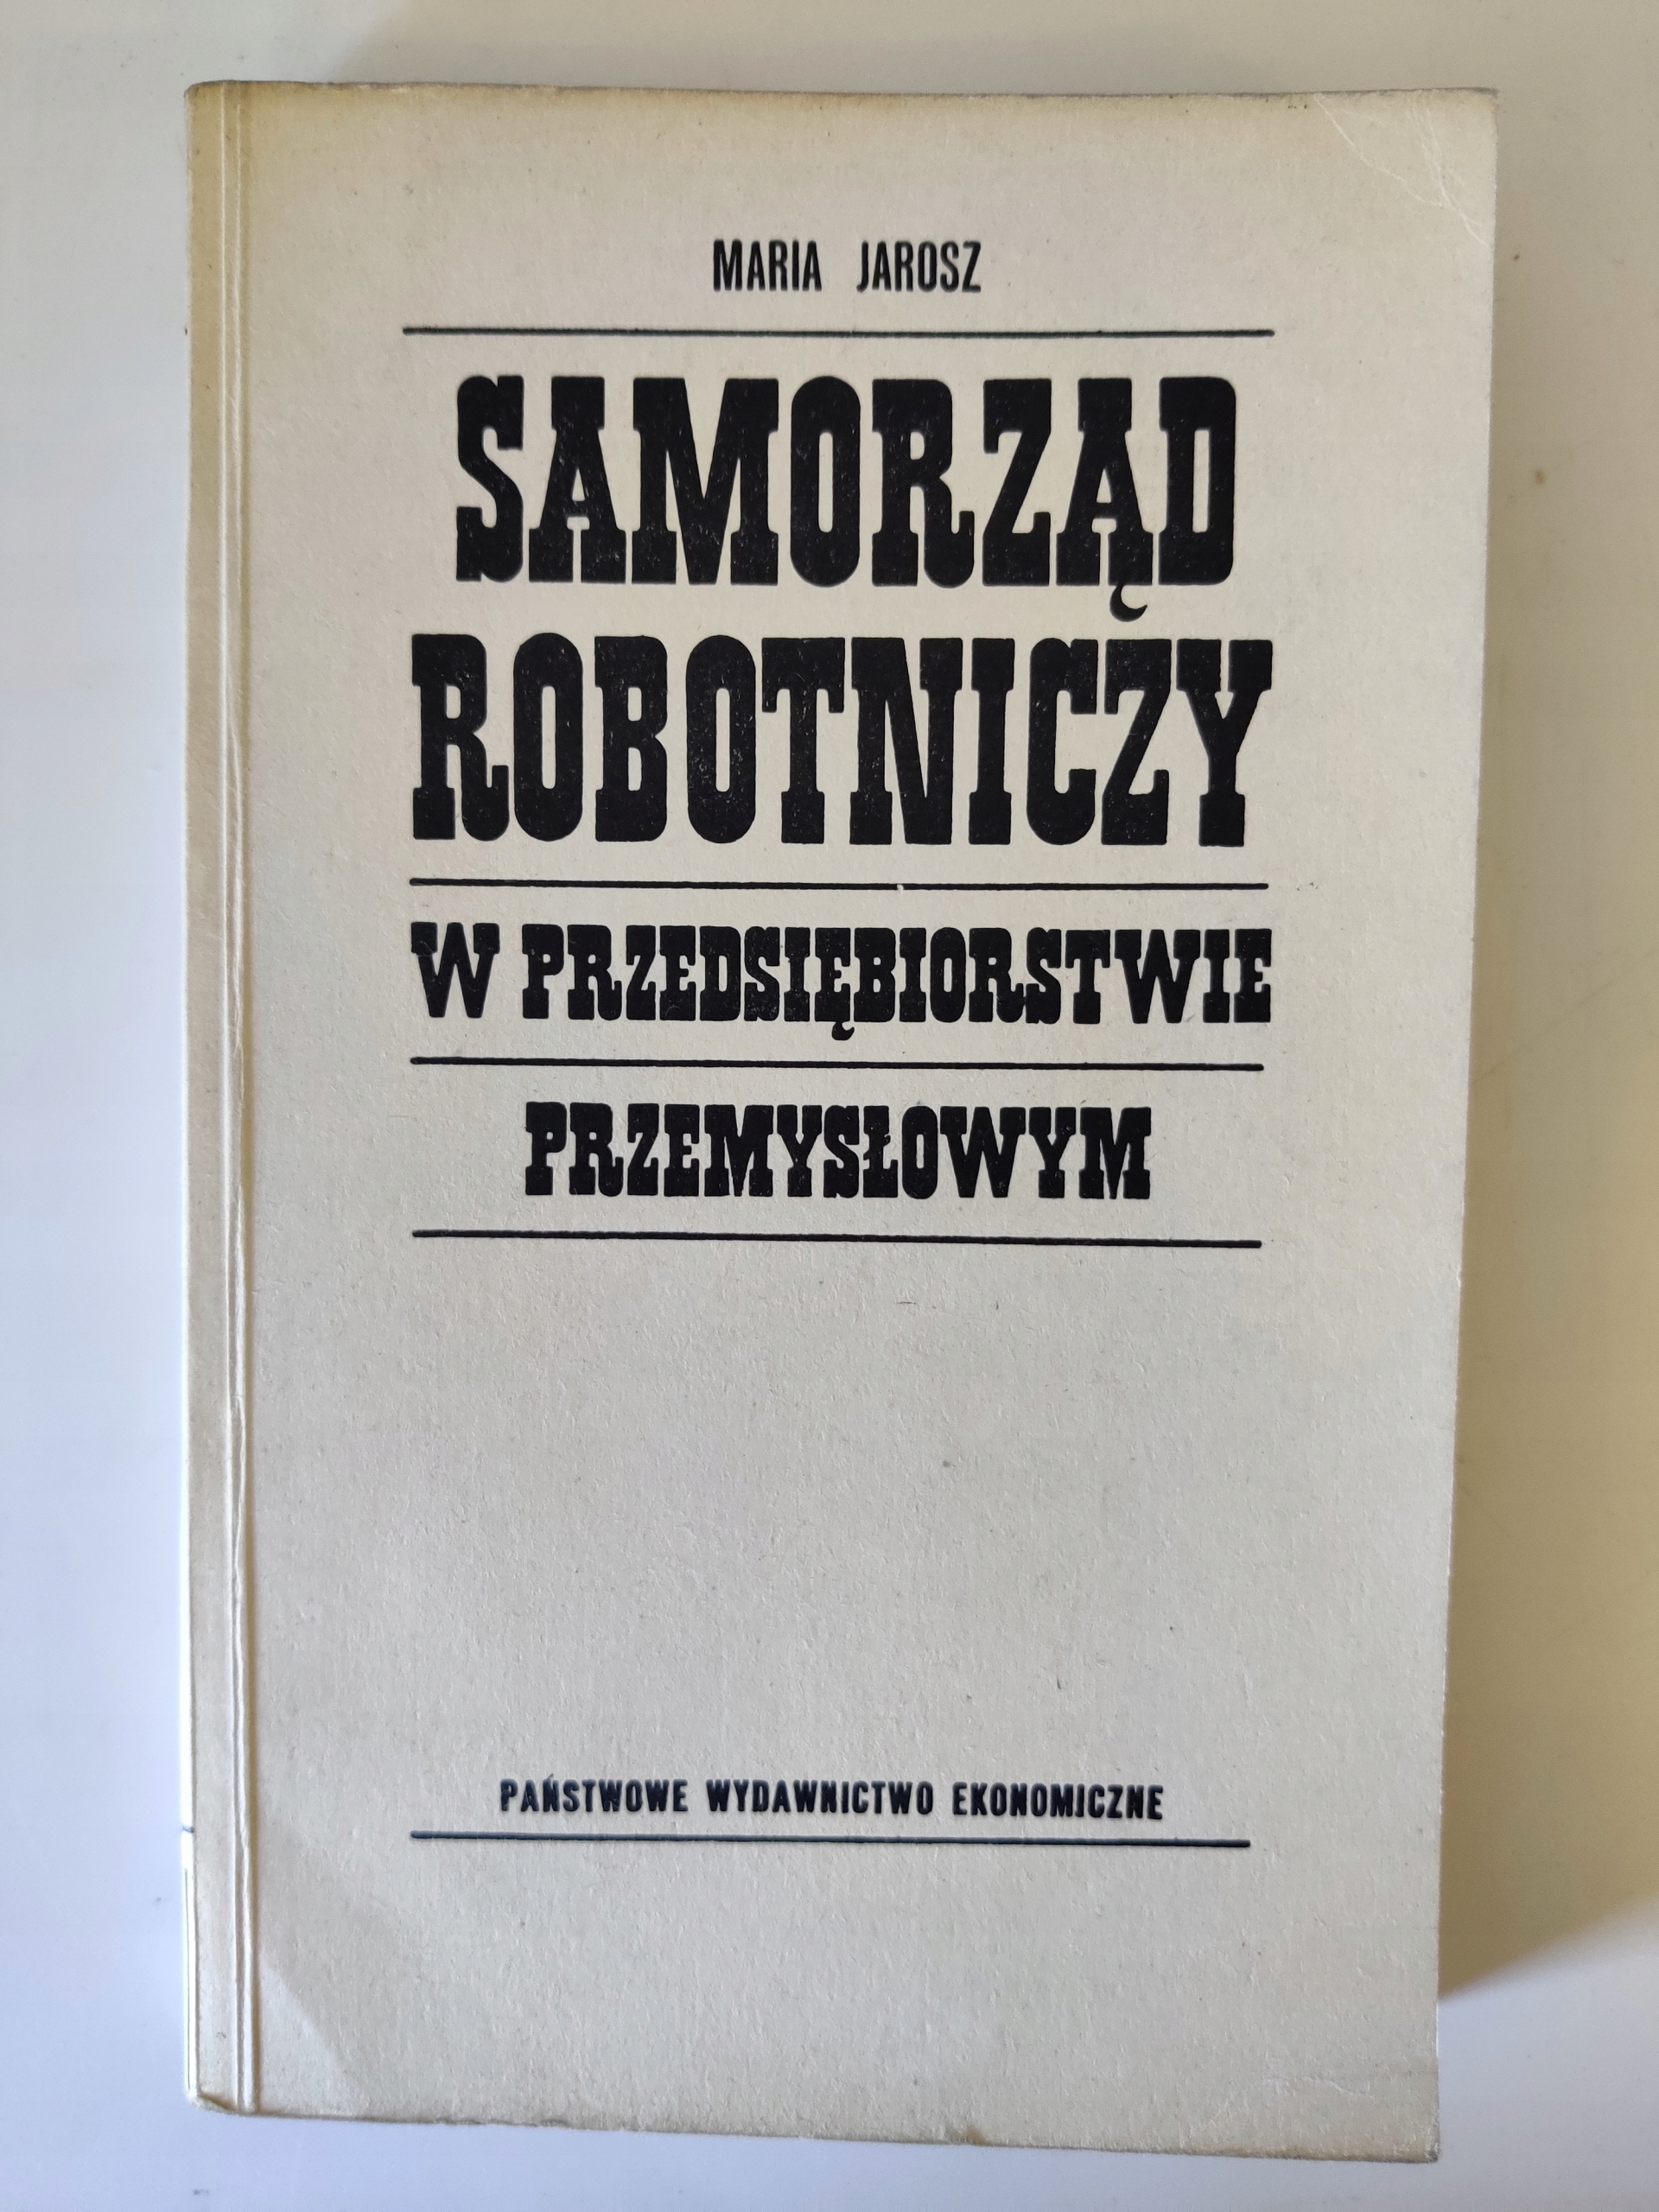 MARIA JAROSZ
SAMORZĄD
ROBOTNICZY
W PRZEDSIĘBIORSTWIE
PRZEMYSŁOWYM
PAŃSTWOWE WYDAWNICTWO EKONOMICZNE